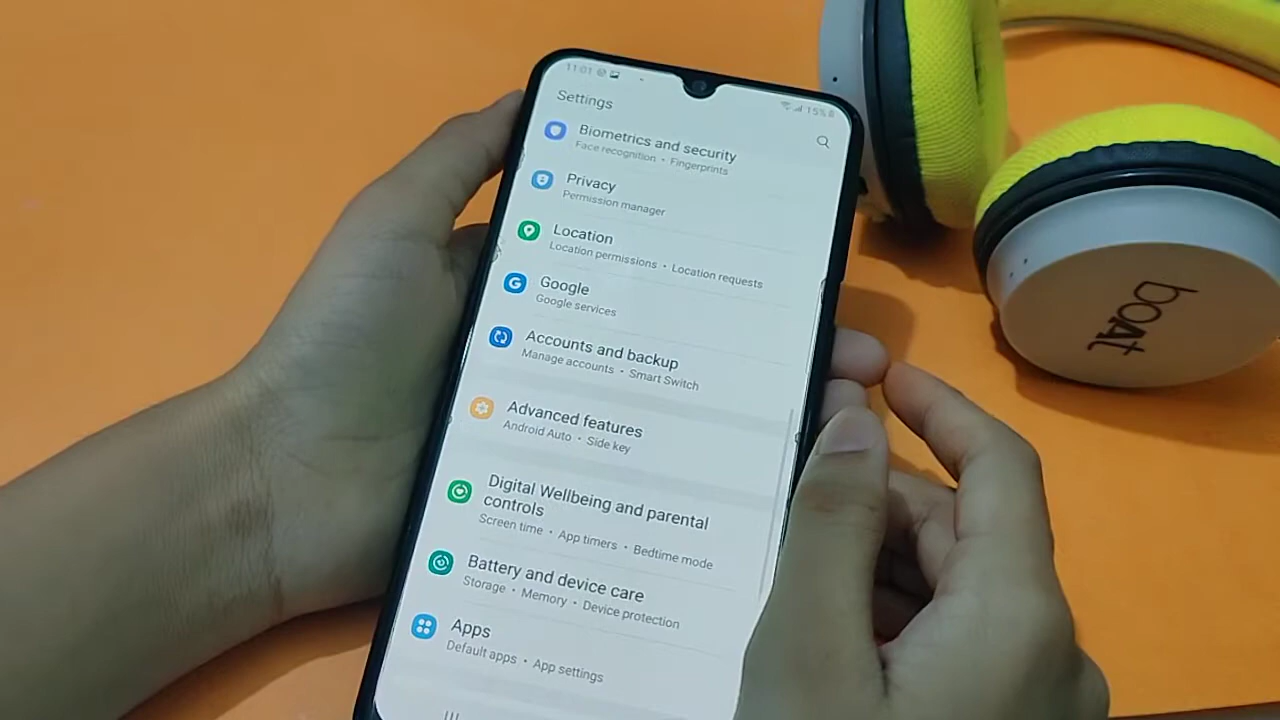 11:01
15%
Settings
Biometrics and security
Face recognition • Fingerprints
Privacy
Permission manager
Location
Location permissions • Location requests
Google
Google services
Accounts and backup
Manage accounts • Smart Switch
Advanced features
Android Auto • Side key
Digital Wellbeing and parental
controls
Screen time • App timers • Bedtime mode
Battery and device care
Storage • Memory • Device protection
Apps
Default apps • App settings
boAt